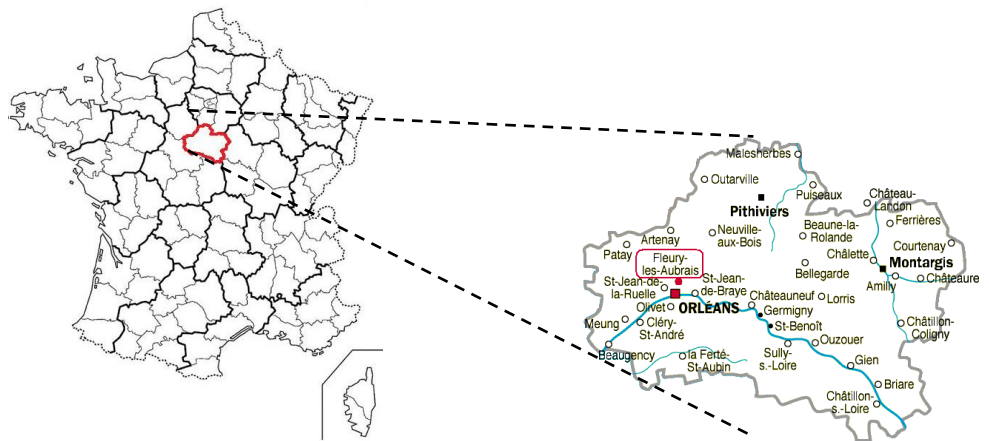 Malesherbes
Outarville
Puiseaux
Pithiviers
Château-
Landon
Ferrières
Neuville-
aux-Bois
Beaune-la-
Rolande
Artenay
Patay
Courtenay
Châlette
Montargis
Fleury-
les-Aubrais
Bellegarde
Amilly
Châteaure
St-Jean-de-
la-Ruelle
St-Jean-
de-Braye
Olivet
ORLÉANS
Châteauneuf
Lorris
Germigny
St-Benoît
Meung
Cléry-
St-André
Châtillon-
Coligny
Beaugency
la Ferté-
St-Aubin
Sully-
s.-Loire
Ouzouer
Gien
Briare
Châtillon-
s.-Loire